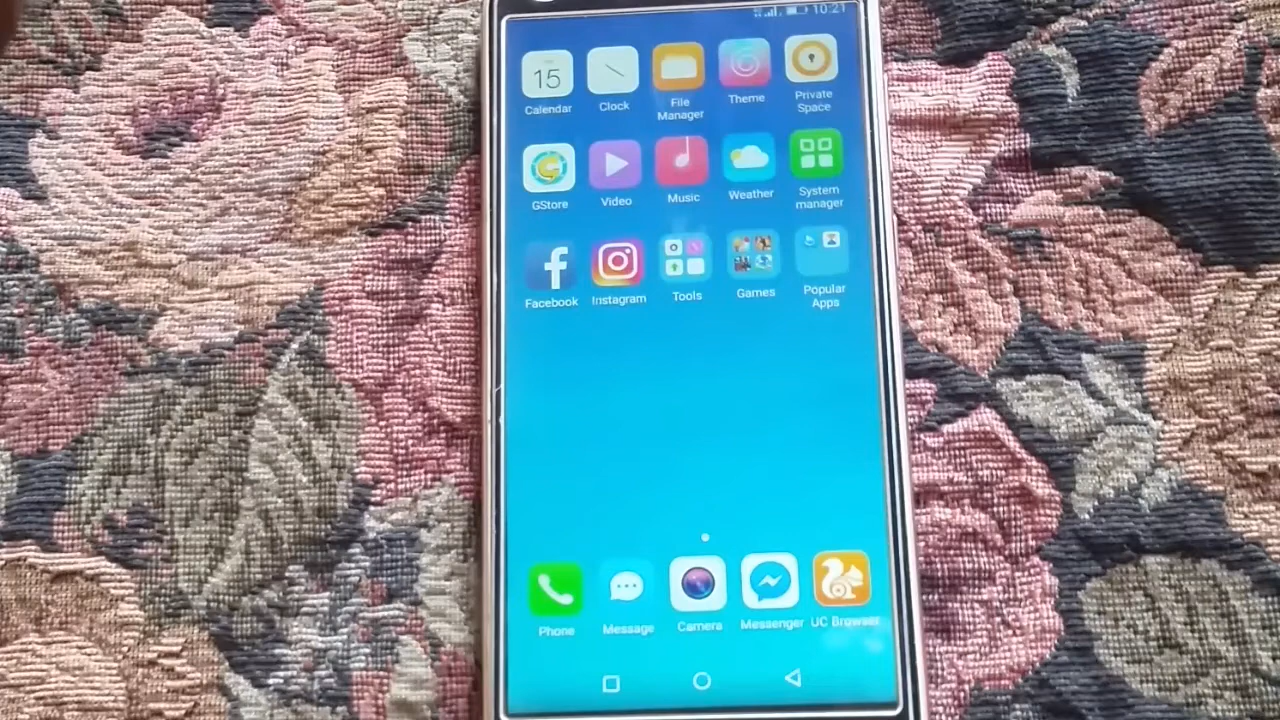 10:21
15
Calendar
Clock
File
Manager
Theme
Private
Space
GStore
Video
Music
Weather
System
manager
Facebook
Instagram
Tools
Games
Popular
Apps
Phone
Message
Camera
Messenger
UC Browser